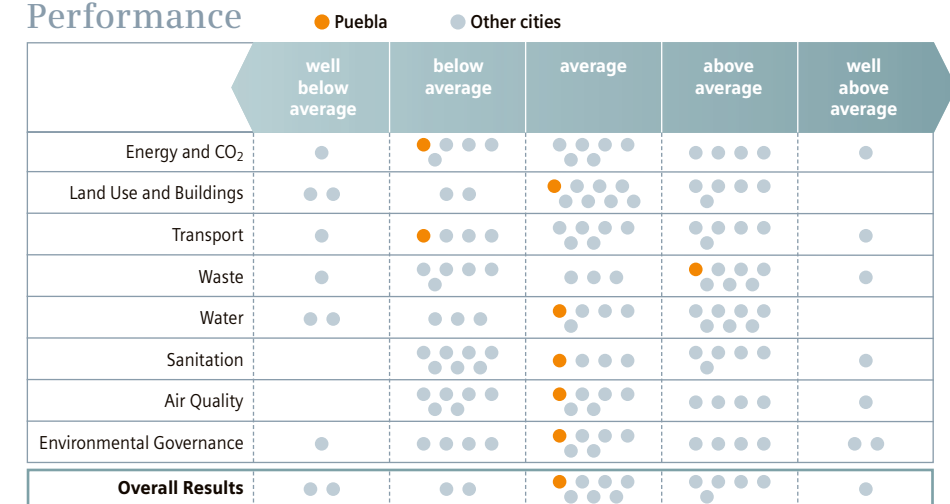 Performance
Puebla
Other cities
well
below
average
below
average
average
above
average
well
above
average
Energy and CO₂
Land Use and Buildings
Transport
Waste
Water
Sanitation
Air Quality
Environmental Governance
Overall Results